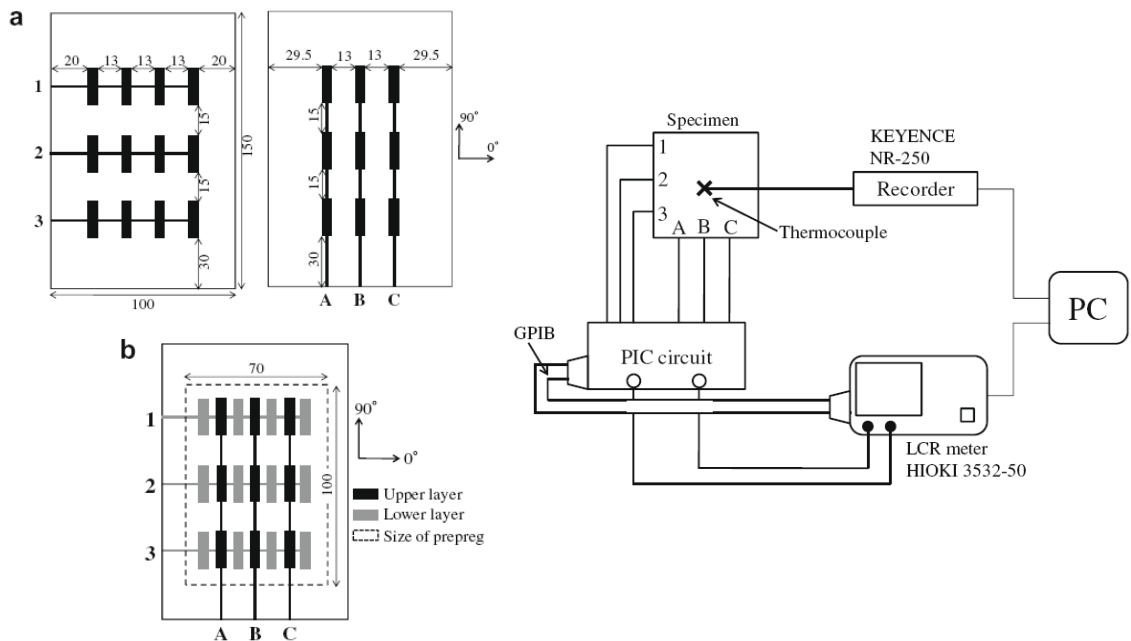 a
20 13 13 13 20
1
15
2
15
3
30
150
100
29.5 13 13 29.5
15
15
30
A B C
90°
0°
b
70
1
2
3
100
A B C
90°
0°
Upper layer
Lower layer
Size of prepreg
Specimen
1
2
3
A B C
Thermocouple
KEYENCE
NR-250
Recorder
PC
GPIB
PIC circuit
LCR meter
HIOKI 3532-50